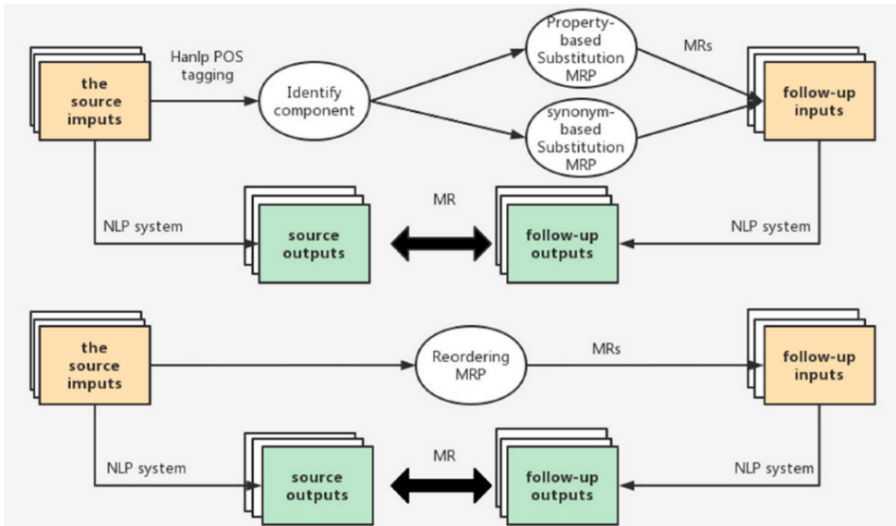 the
source
imputs
Hanlp POS
tagging
Identify
component
Property-
based
Substitution
MRP
synonym-
based
Substitution
MRP
MRs
follow-up
inputs
NLP system
source
outputs
MR
follow-up
outputs
NLP system
the
source
imputs
Reordering
MRP
MRs
follow-up
inputs
NLP system
source
outputs
MR
follow-up
outputs
NLP system